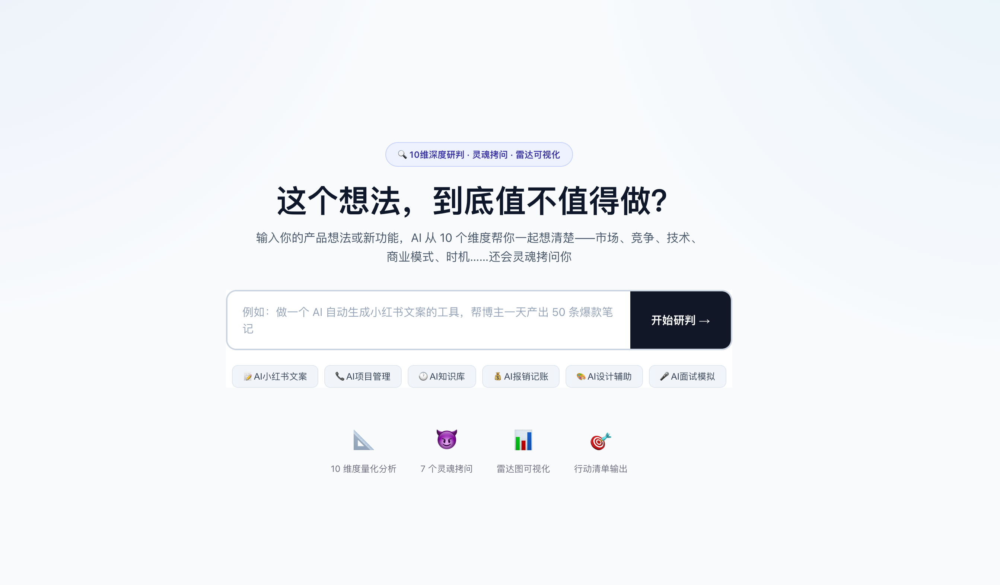 🔍 10维深度研判 · 灵魂拷问 · 雷达可视化
这个想法，到底值不值得做?
输入你的产品想法或新功能，AI 从 10 个维度帮你一起想清楚——市场、竞争、技术、
商业模式、时机……还会灵魂拷问你
例如：做一个 AI 自动生成小红书文案的工具，帮博主一天产出 50 条爆款笔
记
开始研判 →
📝 AI小红书文案
📞 AI项目管理
🕐 AI知识库
💰 AI报销记账
🎨 AI设计辅助
🎤 AI面试模拟
10 维度量化分析
7 个灵魂拷问
雷达图可视化
行动清单输出